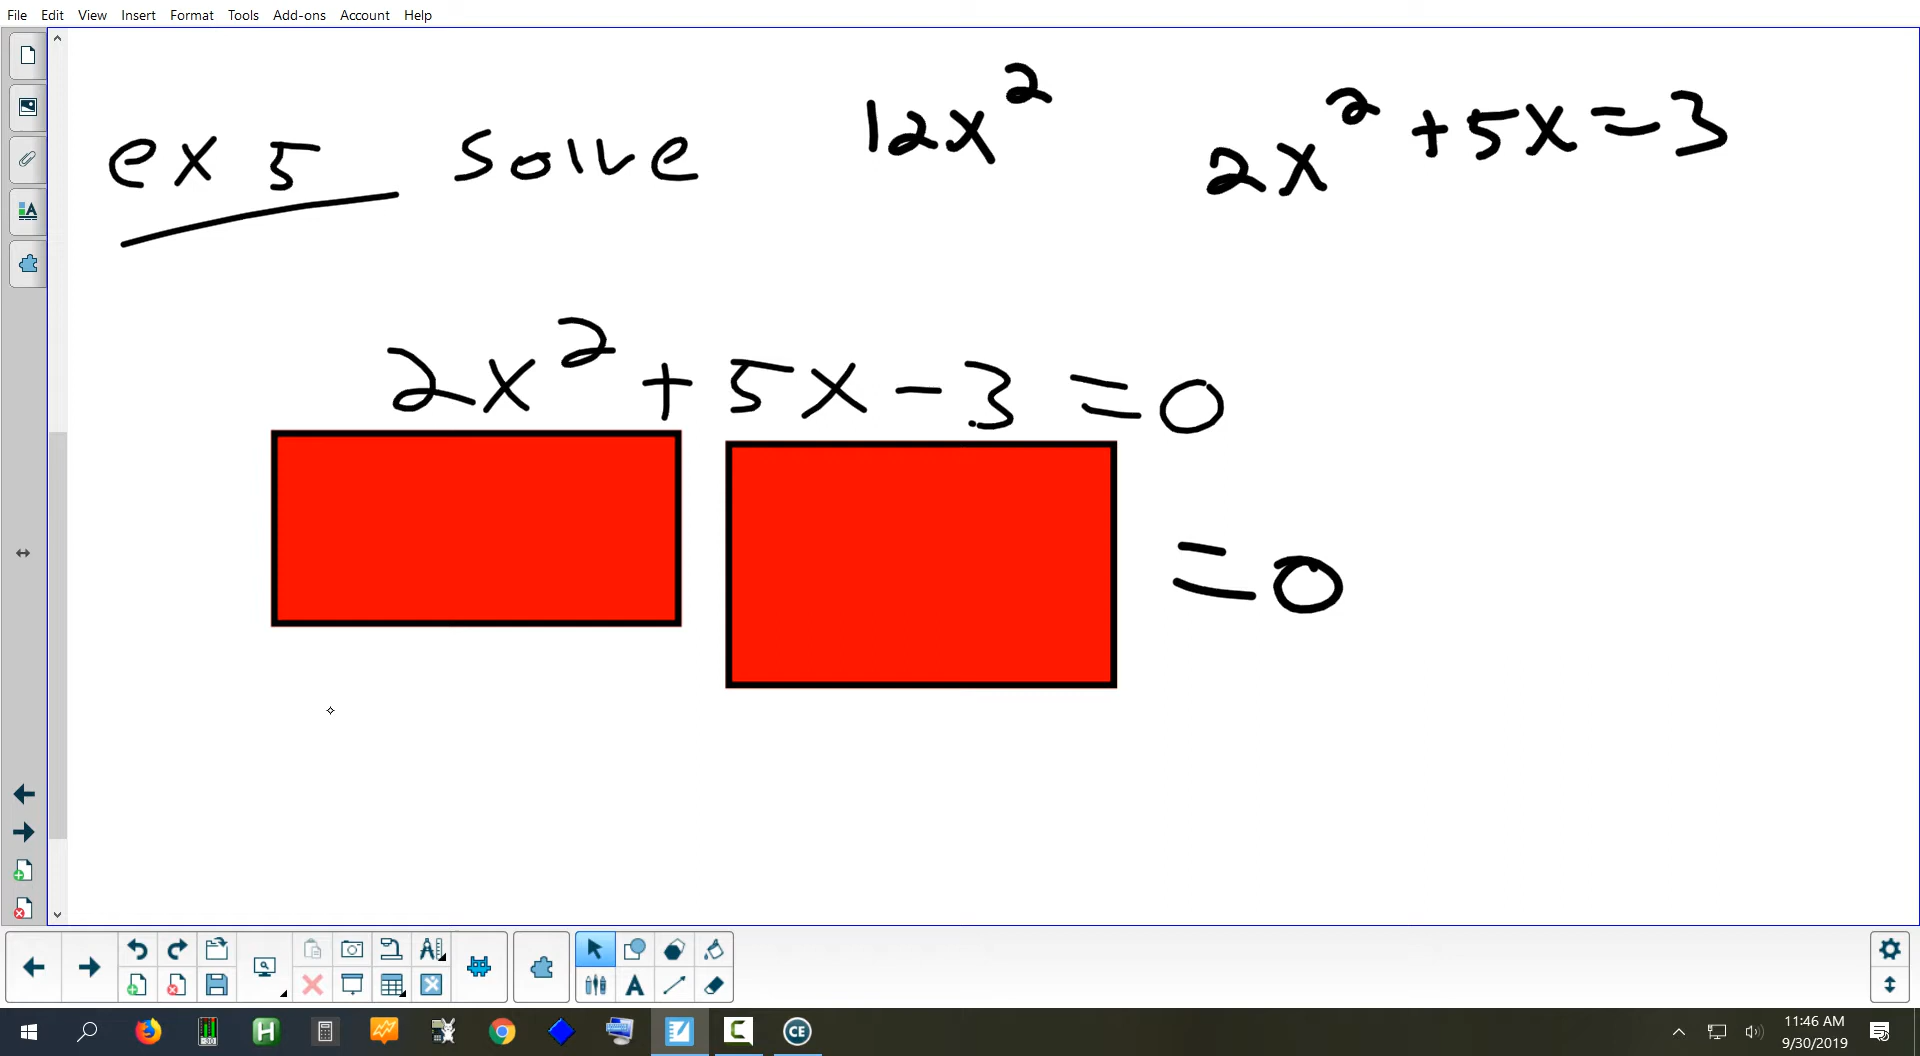 File Edit View Insert Format Tools Add-ons Account Help
ex 5 solve 12x² 2x² +5x=3
2x² + 5x - 3 = 0
= 0
A
A
H
CE
11:46 AM
9/30/2019